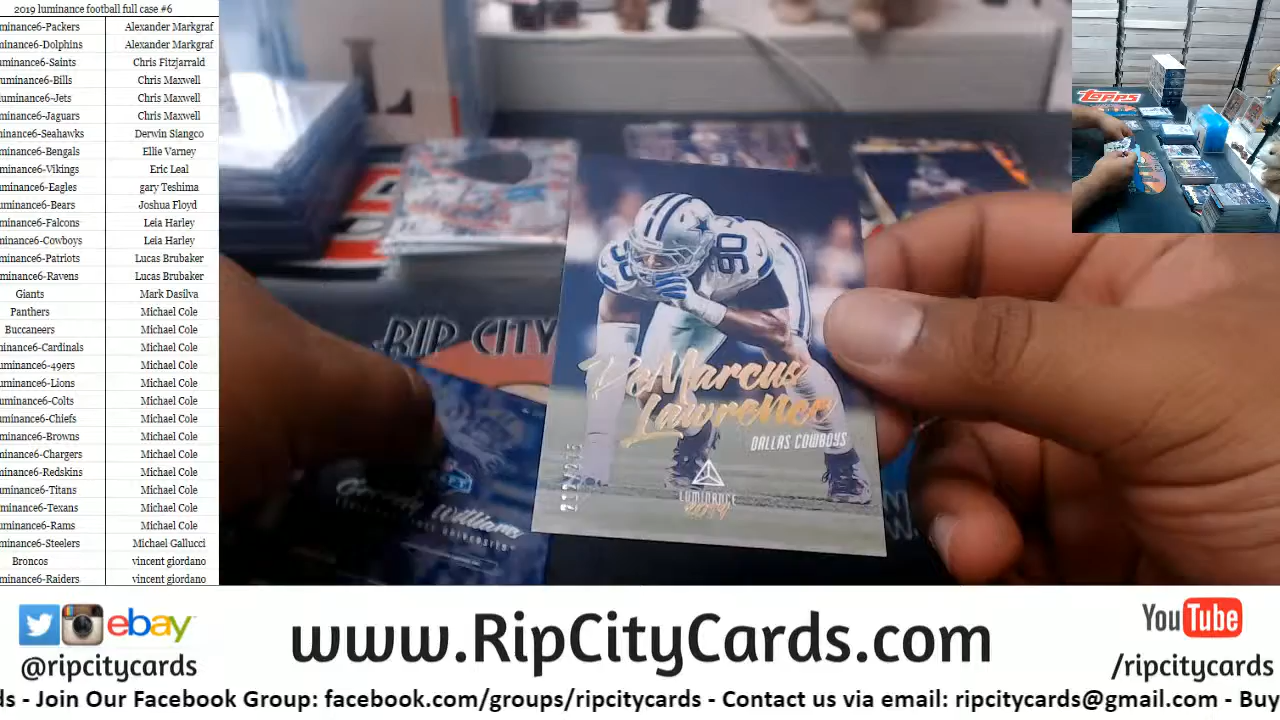 2019 luminance football full case #6
minance6-Packers Alexander Markgraf
minance6-Dolphins Alexander Markgraf
uminance6-Saints Chris Fitzjarrald
luminance6-Bills Chris Maxwell
luminance6-Jets Chris Maxwell
minance6-Jaguars Chris Maxwell
minance6-Seahawks Derwin Siangco
minance6-Bengals Ellie Varney
minance6-Vikings Eric Leal
uminance6-Eagles gary Teshima
uminance6-Bears Joshua Floyd
minance6-Falcons Leia Harley
minance6-Cowboys Leia Harley
minance6-Patriots Lucas Brubaker
minance6-Ravens Lucas Brubaker
Giants Mark Dasilva
Panthers Michael Cole
Buccaneers Michael Cole
minance6-Cardinals Michael Cole
uminance6-49ers Michael Cole
uminance6-Lions Michael Cole
uminance6-Colts Michael Cole
uminance6-Chiefs Michael Cole
minance6-Browns Michael Cole
minance6-Chargers Michael Cole
minance6-Redskins Michael Cole
uminance6-Titans Michael Cole
uminance6-Texans Michael Cole
uminance6-Rams Michael Cole
minance6-Steelers Michael Gallucci
Broncos vincent giordano
minance6-Raiders vincent giordano
TOPPS
RIP CITY
90
DeMarcus
Lawrence
DALLAS COWBOYS
LUMINANCE
2019
Williams
UNIVERSITY
ebay
@ripcitycards
www.RipCityCards.com
YouTube
/ripcitycards
ds - Join Our Facebook Group: facebook.com/groups/ripcitycards - Contact us via email: ripcitycards@gmail.com - Buy